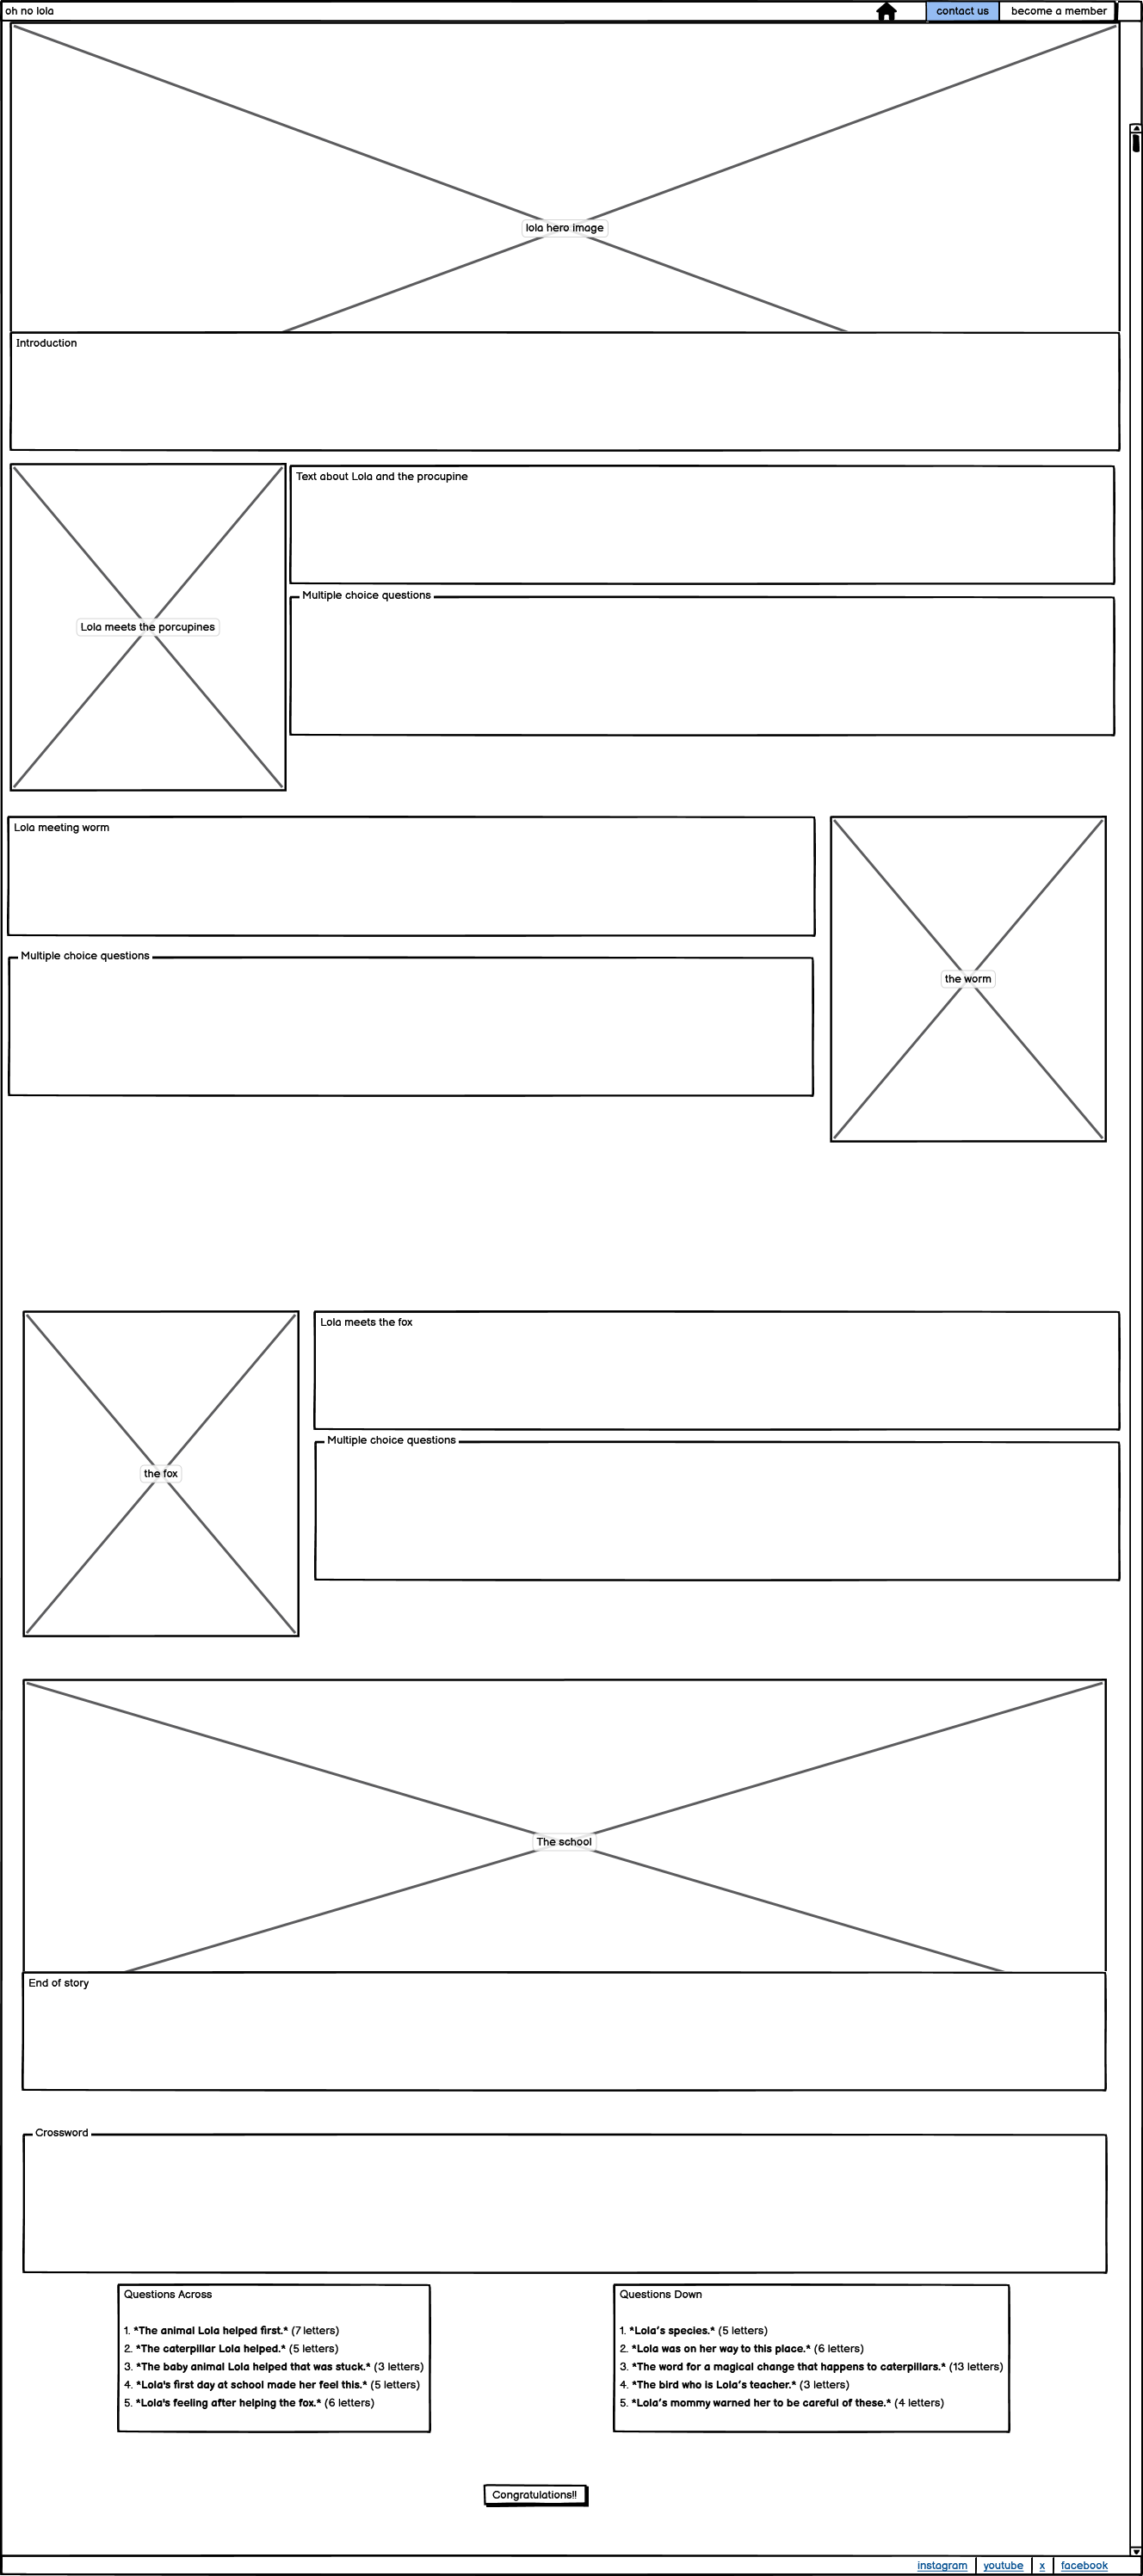 oh no lola
contact us
become a member
lola hero image
Introduction
Text about Lola and the procupine
Lola meets the porcupines
Multiple choice questions
Lola meeting worm
Multiple choice questions
the worm
Lola meets the fox
the fox
Multiple choice questions
The school
End of story
Crossword
Questions Across
1. *The animal Lola helped first.* (7 letters)
2. *The caterpillar Lola helped.* (5 letters)
3. *The baby animal Lola helped that was stuck.* (3 letters)
4. *Lola's first day at school made her feel this.* (5 letters)
5. *Lola's feeling after helping the fox.* (6 letters)
Questions Down
1. *Lola's species.* (5 letters)
2. *Lola was on her way to this place.* (6 letters)
3. *The word for a magical change that happens to caterpillars.* (13 letters)
4. *The bird who is Lola's teacher.* (3 letters)
5. *Lola's mommy warned her to be careful of these.* (4 letters)
Congratulations!!
instagram
youtube
x
facebook